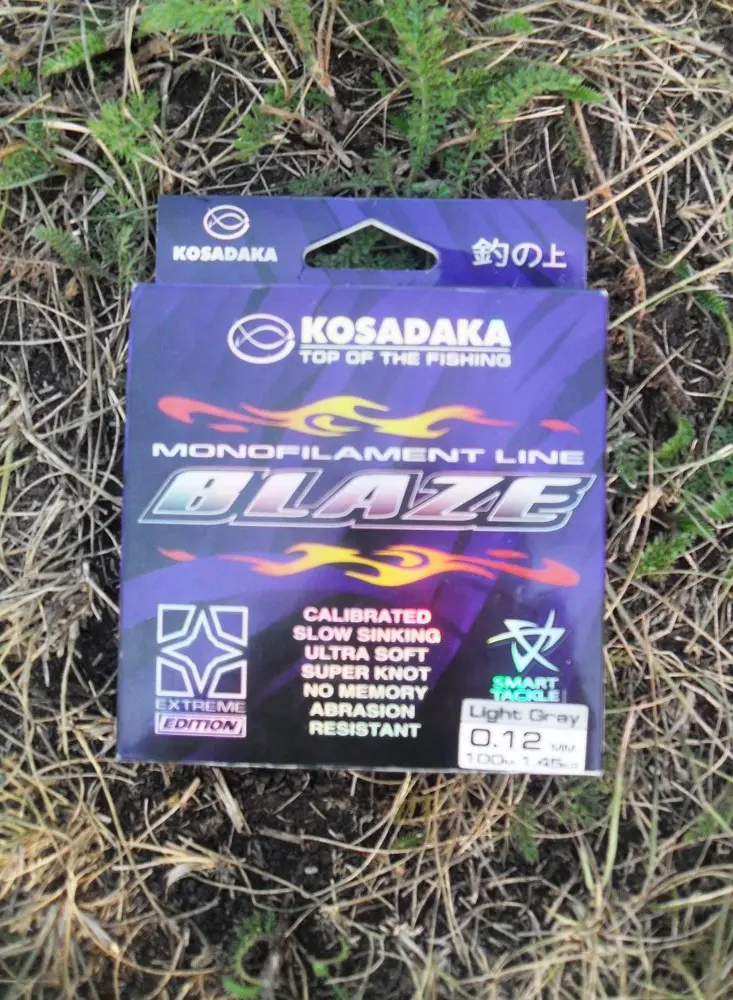 KOSADAKA
釣の上
KOSADAKA
TOP OF THE FISHING
MONOFILAMENT LINE
BLAZE
EXTREME
EDITION
CALIBRATED
SLOW SINKING
ULTRA SOFT
SUPER KNOT
NO MEMORY
ABRASION
RESISTANT
SMART
TACKLE
Light Gray
0.12 MM
100m 1.45